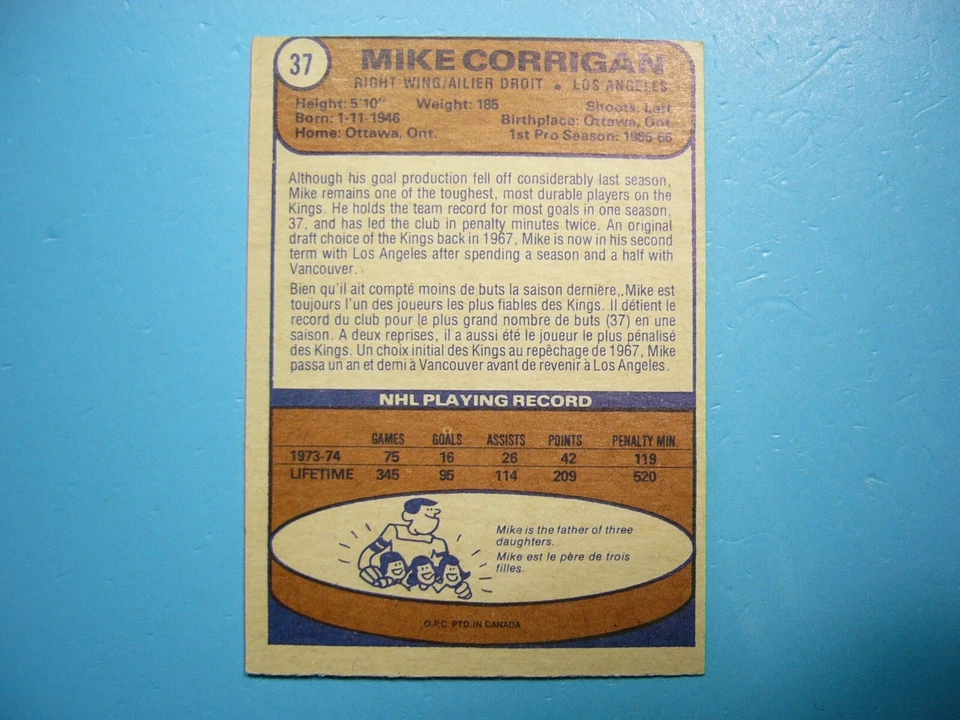 37
MIKE CORRIGAN
RIGHT WING/AILIER DROIT • LOS ANGELES
Height: 5'10" Weight: 185 Shoots: Left
Born: 1-11-1946 Birthplace: Ottawa, Ont.
Home: Ottawa, Ont. 1st Pro Season: 1965-66
Although his goal production fell off considerably last season,
Mike remains one of the toughest, most durable players on the
Kings. He holds the team record for most goals in one season,
37, and has led the club in penalty minutes twice. An original
draft choice of the Kings back in 1967, Mike is now in his second
term with Los Angeles after spending a season and a half with
Vancouver.
Bien qu'il ait compté moins de buts la saison dernière,.Mike est
toujours l'un des joueurs les plus fiables des Kings. Il détient le
record du club pour le plus grand nombre de buts (37) en une
saison. A deux reprises, il a aussi été le joueur le plus pénalisé
des Kings. Un choix initial des Kings au repêchage de 1967, Mike
passa un an et demi à Vancouver avant de revenir à Los Angeles.
NHL PLAYING RECORD
GAMES GOALS ASSISTS POINTS PENALTY MIN.
1973-74 75 16 26 42 119
LIFETIME 345 95 114 209 520
Mike is the father of three
daughters.
Mike est le père de trois
filles.
O.P.C. PTD. IN CANADA